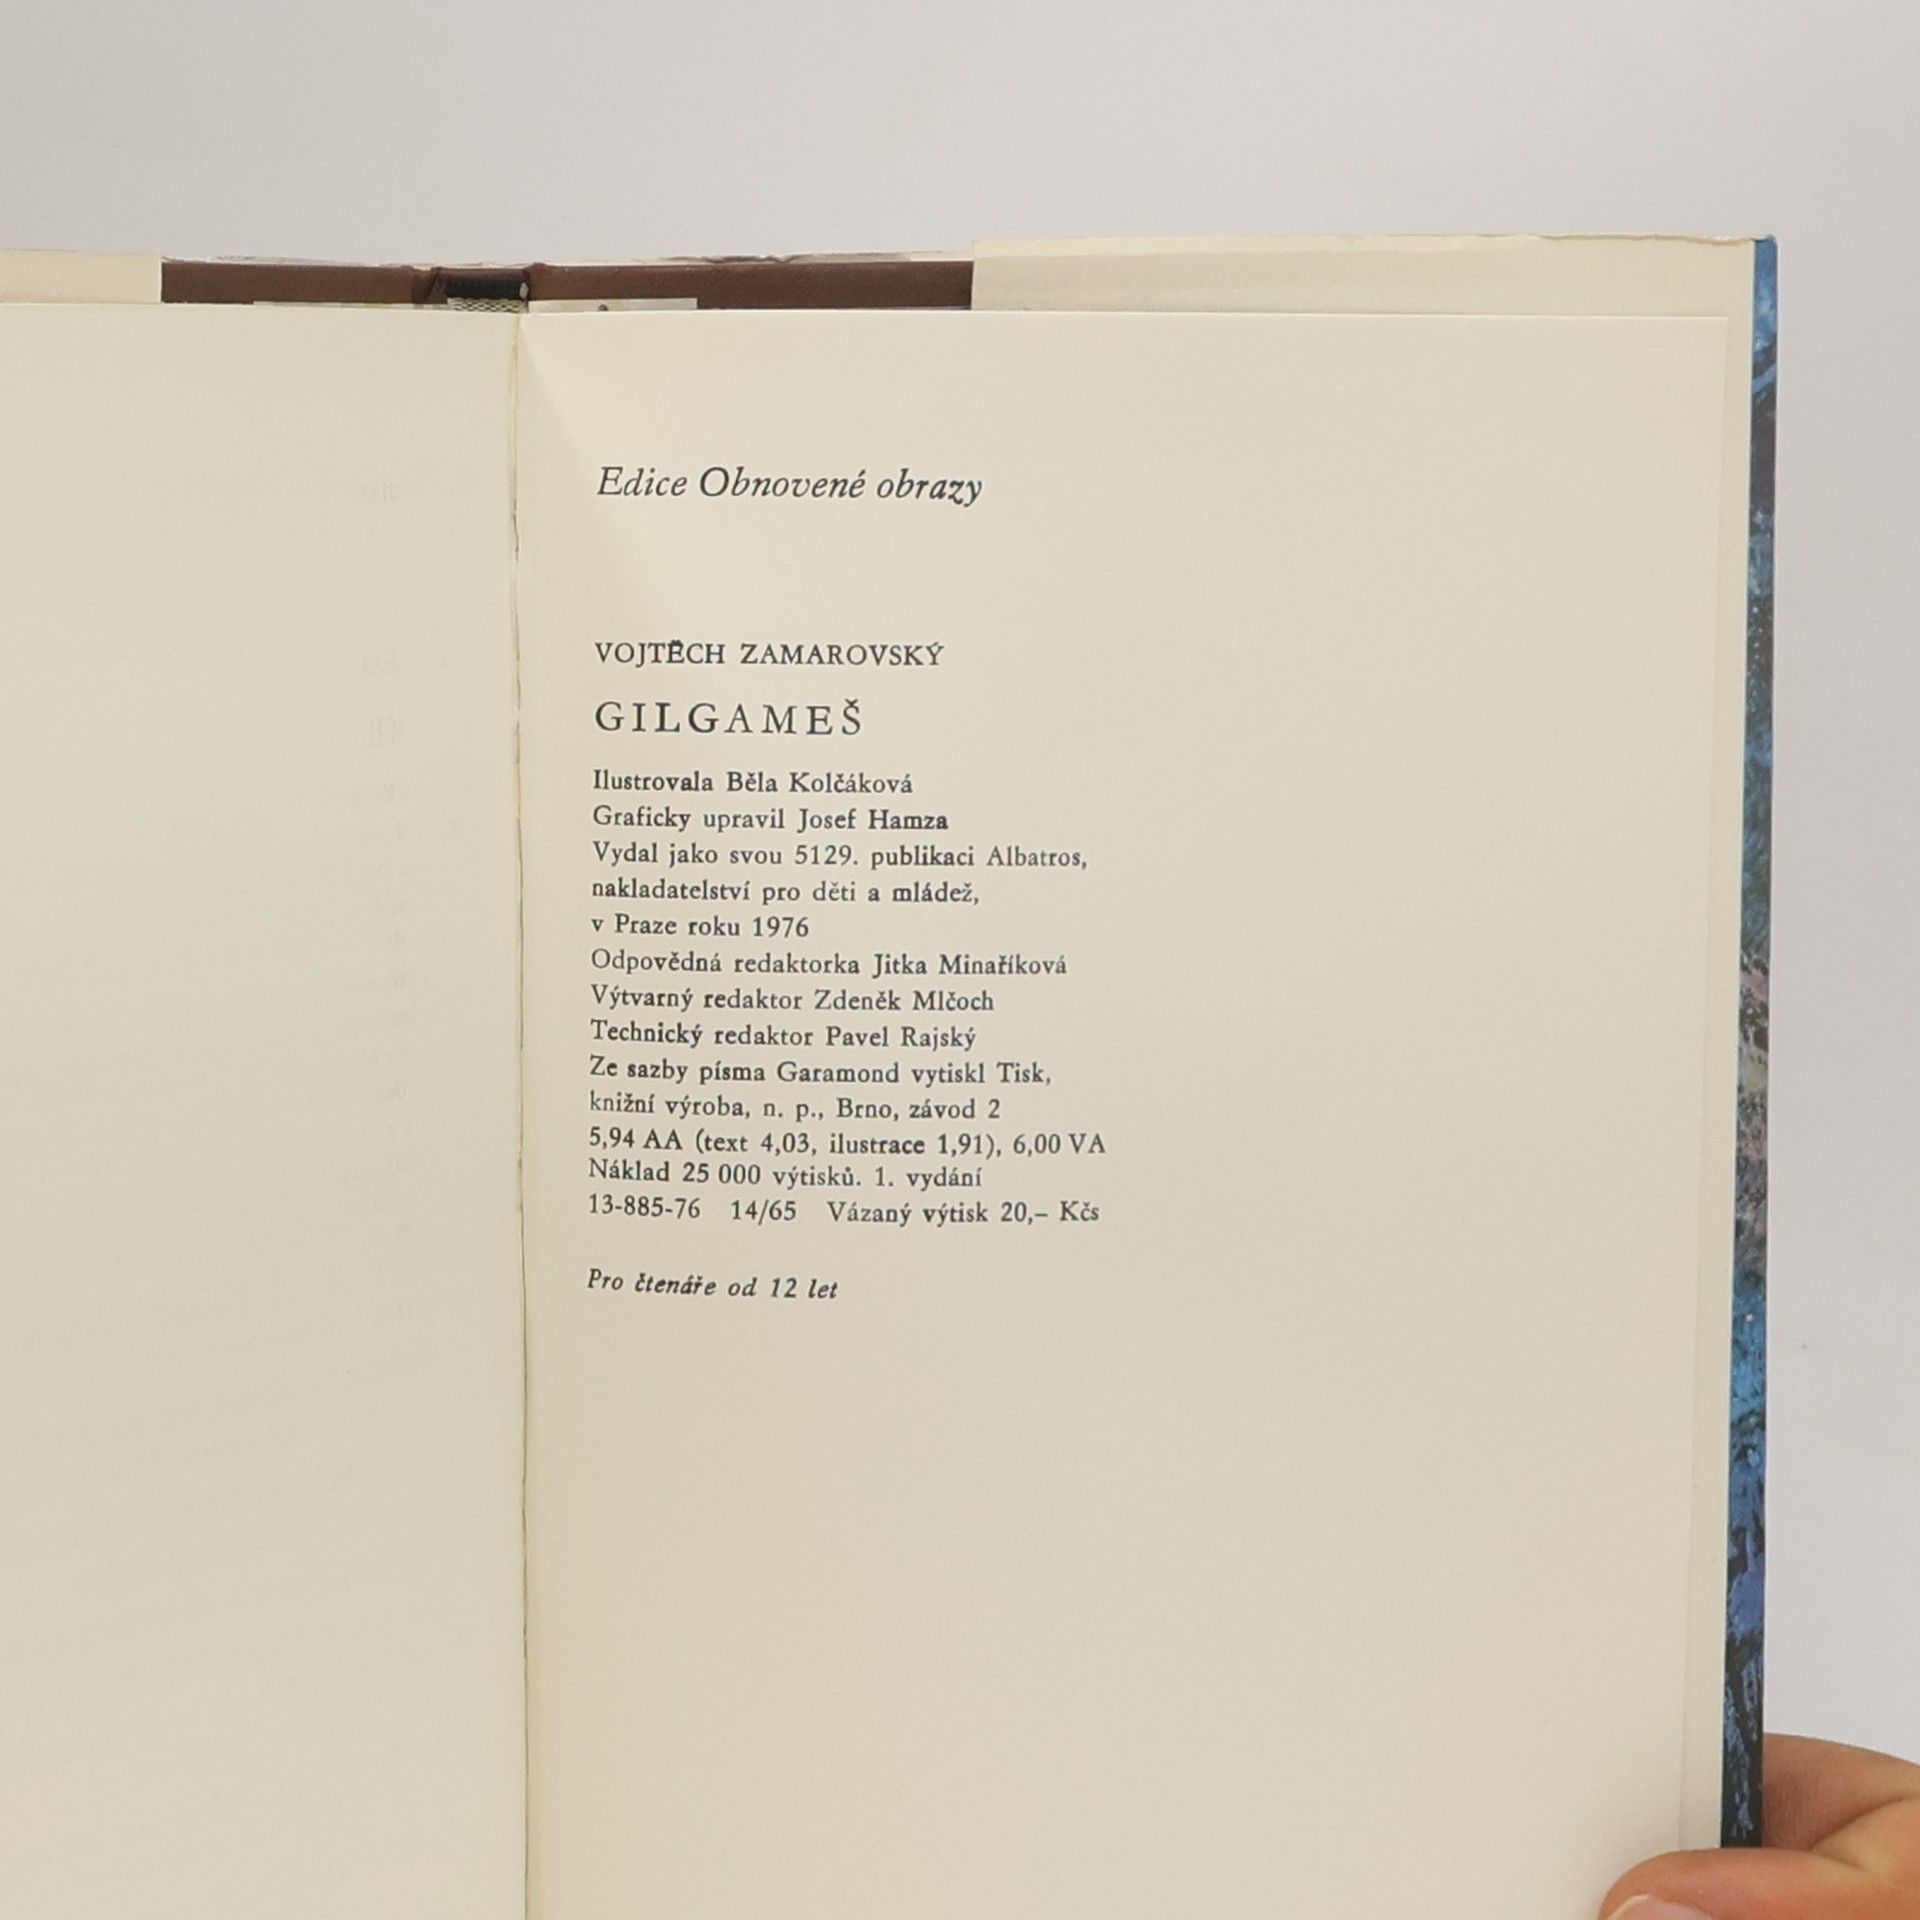 Edice Obnovené obrazy
VOJTĚCH ZAMAROVSKÝ
GILGAMEŠ
Ilustrovala Běla Kolčáková
Graficky upravil Josef Hamza
Vydal jako svou 5129. publikaci Albatros,
nakladatelství pro děti a mládež,
v Praze roku 1976
Odpovědná redaktorka Jitka Minaříková
Výtvarný redaktor Zdeněk Mlčoch
Technický redaktor Pavel Rajský
Ze sazby písma Garamond vytiskl Tisk,
knižní výroba, n. p., Brno, závod 2
5,94 AA (text 4,03, ilustrace 1,91), 6,00 VA
Náklad 25 000 výtisků. 1. vydání
13-885-76 14/65 Vázaný výtisk 20,– Kčs
Pro čtenáře od 12 let